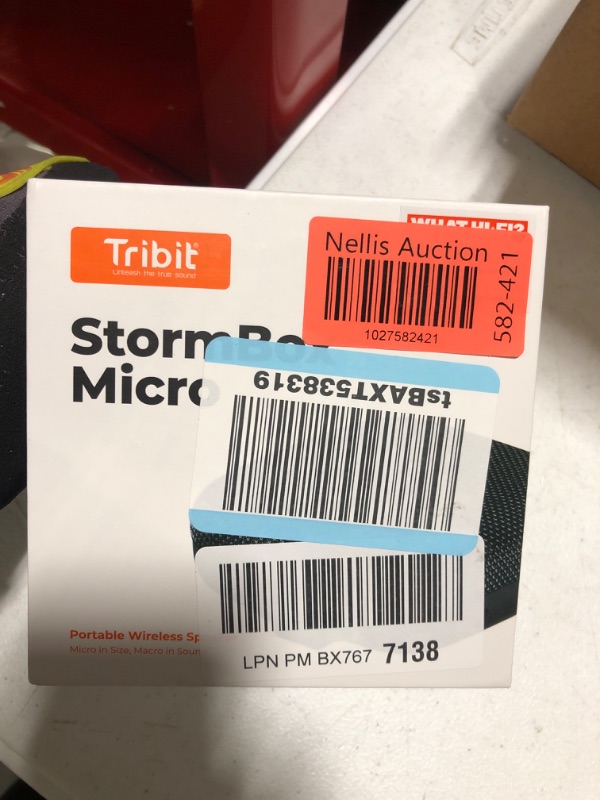 Tribit
Unleash the true sound
WHAT HI-FI?
Nellis Auction
1027582421
582-421
StormBox
Micro
tsBAXT538319
Portable Wireless Sp
Micro in Size, Macro in Soun
LPN PM BX767 7138